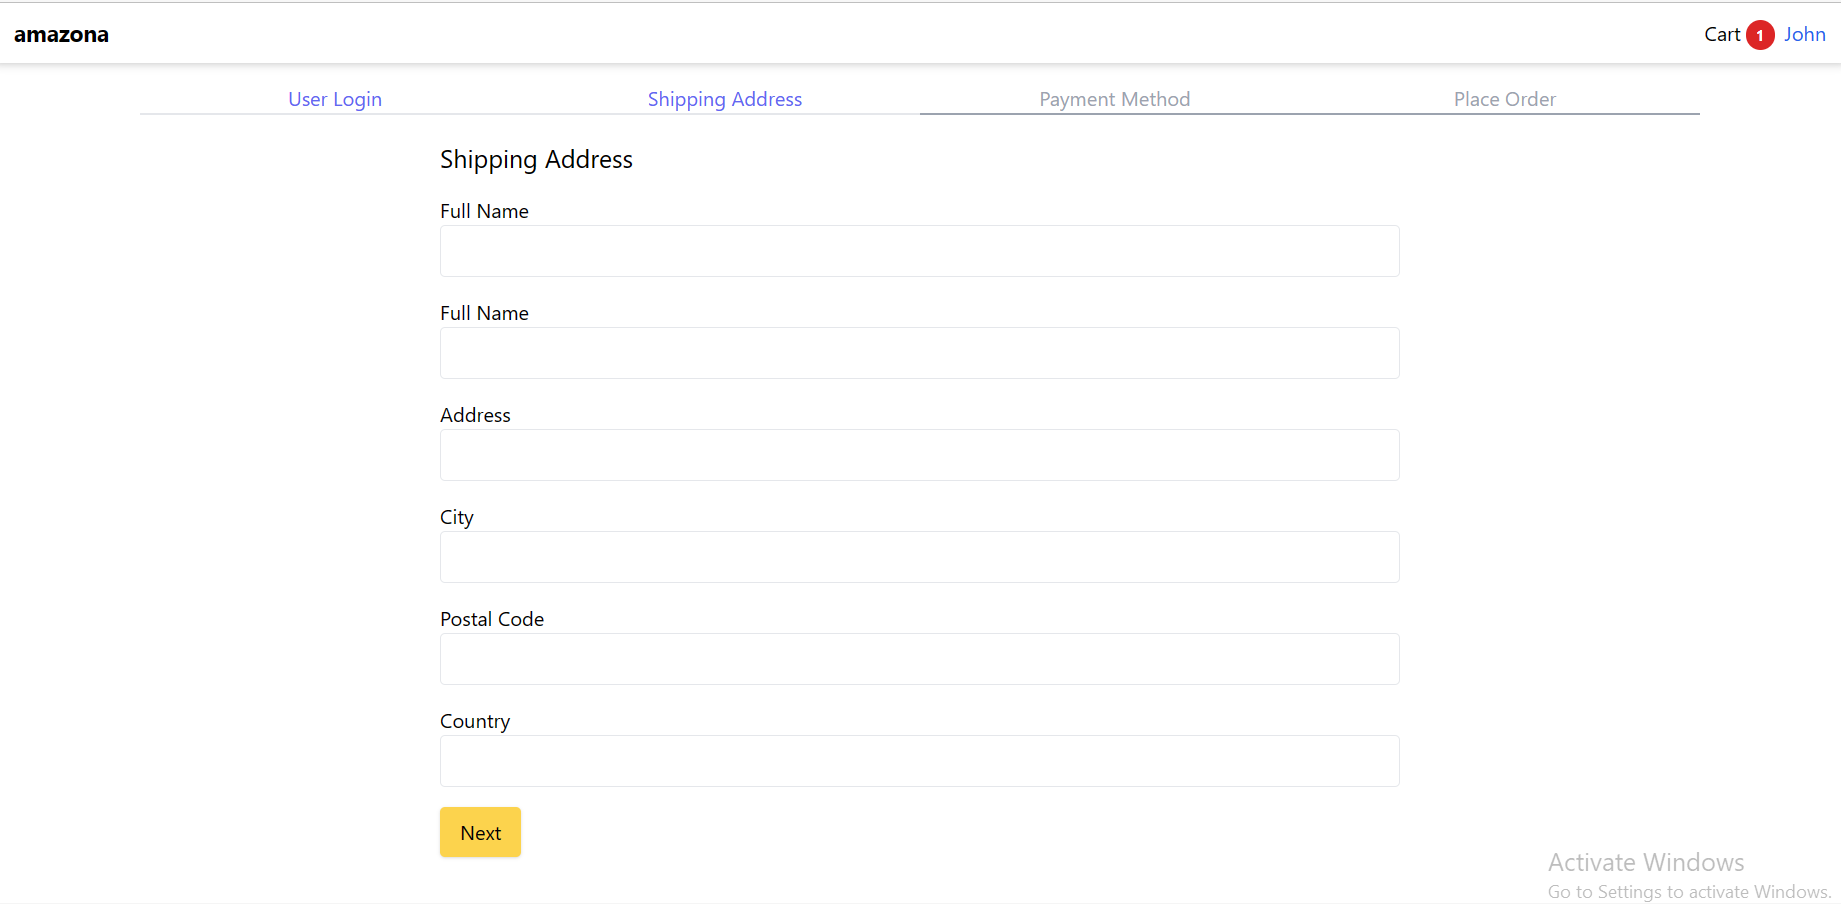 amazona
Cart 1 John
User Login Shipping Address Payment Method Place Order
Shipping Address
Full Name
Full Name
Address
City
Postal Code
Country
Next
Activate Windows
Go to Settings to activate Windows.